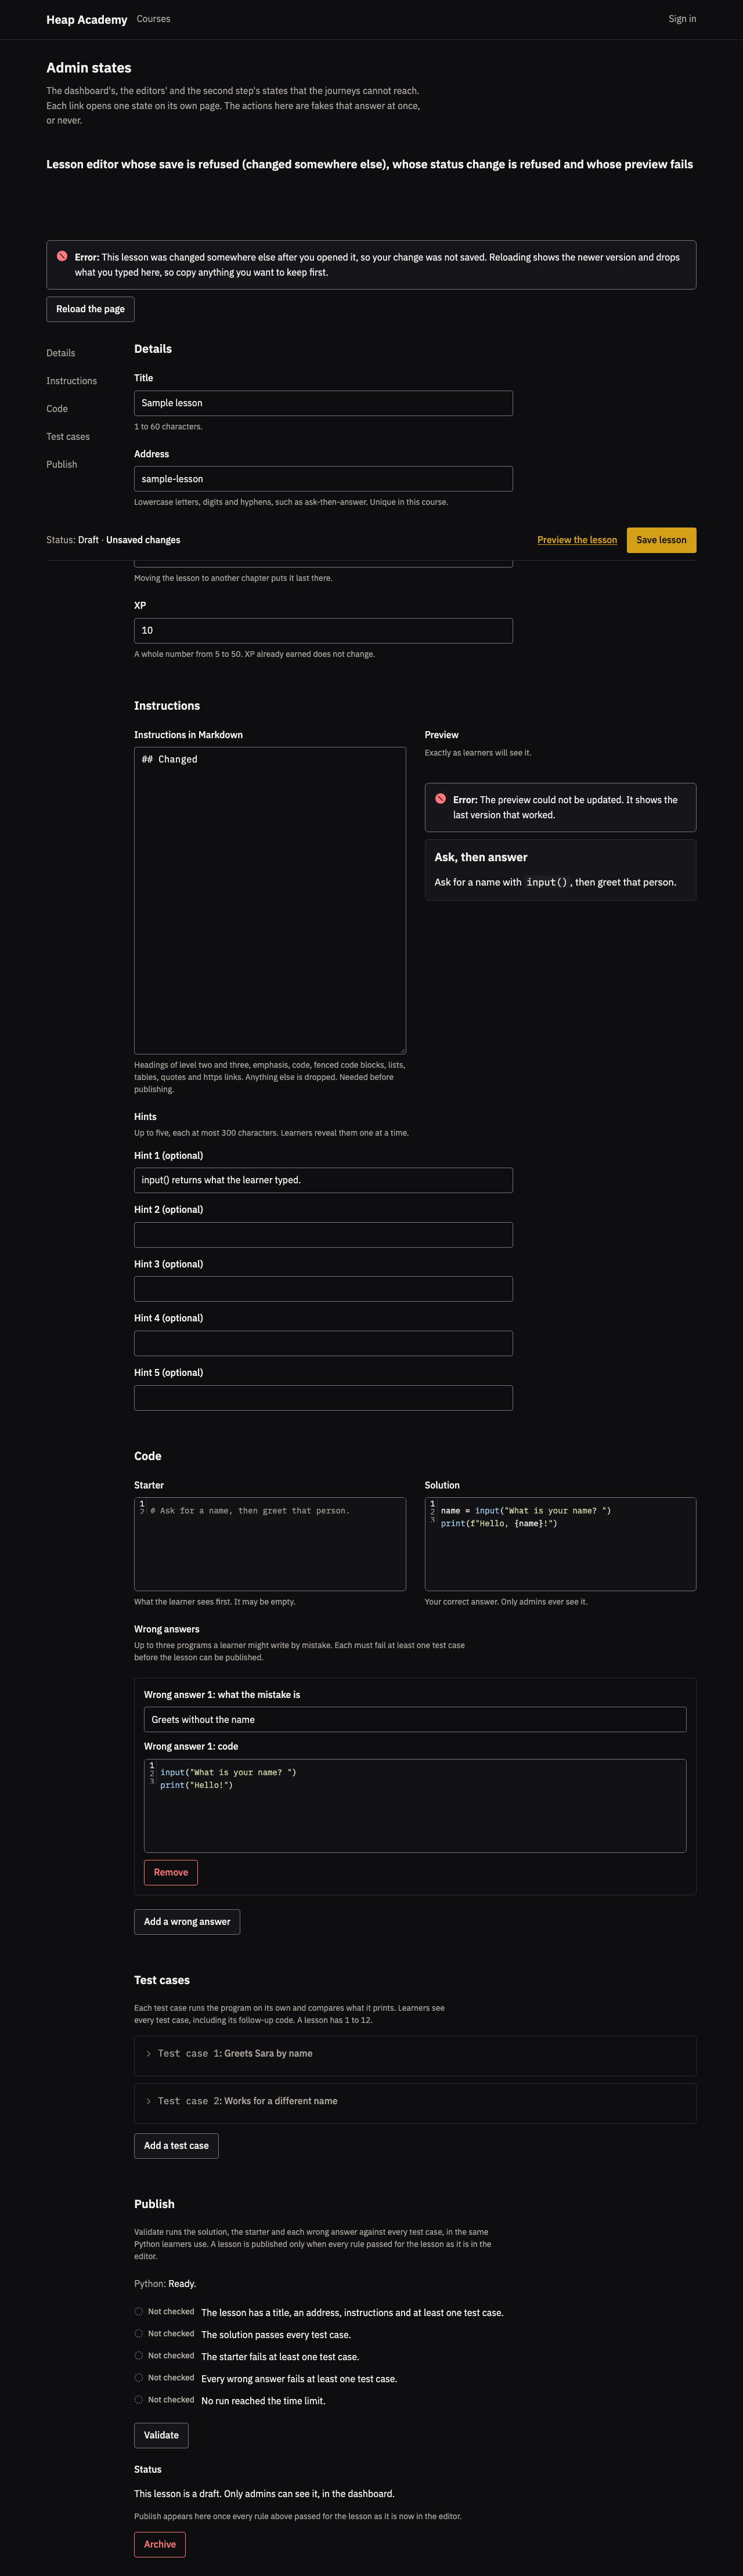 Heap Academy
Courses
Sign in
Admin states
The dashboard's, the editors' and the second step's states that the journeys cannot reach.
Each link opens one state on its own page. The actions here are fakes that answer at once,
or never.
Lesson editor whose save is refused (changed somewhere else), whose status change is refused and whose preview fails
Error: This lesson was changed somewhere else after you opened it, so your change was not saved. Reloading shows the newer version and drops
what you typed here, so copy anything you want to keep first.
Reload the page
Details
Instructions
Code
Test cases
Publish
Details
Title
Sample lesson
1 to 60 characters.
Address
sample-lesson
Lowercase letters, digits and hyphens, such as ask-then-answer. Unique in this course.
Status: Draft · Unsaved changes
Preview the lesson
Save lesson
Moving the lesson to another chapter puts it last there.
XP
10
A whole number from 5 to 50. XP already earned does not change.
Instructions
Instructions in Markdown
## Changed
Headings of level two and three, emphasis, code, fenced code blocks, lists,
tables, quotes and https links. Anything else is dropped. Needed before
publishing.
Preview
Exactly as learners will see it.
Error: The preview could not be updated. It shows the
last version that worked.
Ask, then answer
Ask for a name with input(), then greet that person.
Hints
Up to five, each at most 300 characters. Learners reveal them one at a time.
Hint 1 (optional)
input() returns what the learner typed.
Hint 2 (optional)
Hint 3 (optional)
Hint 4 (optional)
Hint 5 (optional)
Code
Starter
1
2
# Ask for a name, then greet that person.
What the learner sees first. It may be empty.
Solution
1
2
3
name = input("What is your name? ")
print(f"Hello, {name}!")
Your correct answer. Only admins ever see it.
Wrong answers
Up to three programs a learner might write by mistake. Each must fail at least one test case
before the lesson can be published.
Wrong answer 1: what the mistake is
Greets without the name
Wrong answer 1: code
1
2
3
input("What is your name? ")
print("Hello!")
Remove
Add a wrong answer
Test cases
Each test case runs the program on its own and compares what it prints. Learners see
every test case, including its follow-up code. A lesson has 1 to 12.
Test case 1: Greets Sara by name
Test case 2: Works for a different name
Add a test case
Publish
Validate runs the solution, the starter and each wrong answer against every test case, in the same
Python learners use. A lesson is published only when every rule passed for the lesson as it is in the
editor.
Python: Ready.
Not checked The lesson has a title, an address, instructions and at least one test case.
Not checked The solution passes every test case.
Not checked The starter fails at least one test case.
Not checked Every wrong answer fails at least one test case.
Not checked No run reached the time limit.
Validate
Status
This lesson is a draft. Only admins can see it, in the dashboard.
Publish appears here once every rule above passed for the lesson as it is now in the editor.
Archive